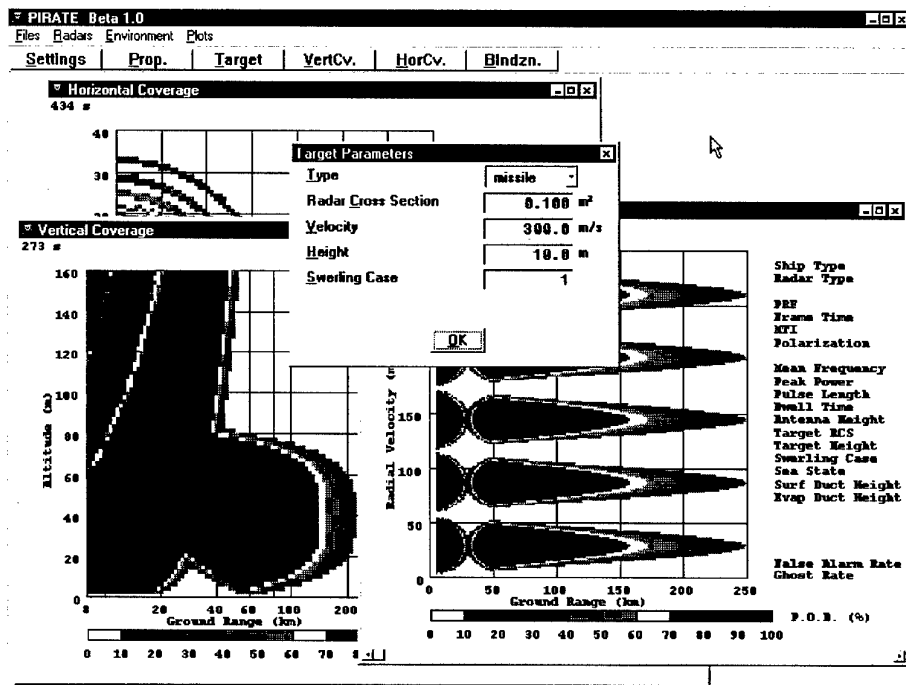 PIRATE Beta 1.0
Files Radars Environment Plots
Settings Prop. Target VertCv. HorCv. Blndzn.
Horizontal Coverage
434 s
40
30
20
Target Parameters
Type missile
Radar Cross Section 0.100 m²
Velocity 300.0 m/s
Height 10.0 m
Swerling Case 1
OK
Vertical Coverage
273 s
160
140
120
100
80
60
40
20
0
Altitude (m)
0 20 40 60 100 200
Ground Range (km)
0 10 20 30 40 50 60 70 8
Radial Velocity (m
150
100
50
0
0 50 100 150 200 250
Ground Range (km)
Ship Type
Radar Type
PRF
Frame Time
MTI
Polarization
Mean Frequency
Peak Power
Pulse Length
Dwell Time
Antenna Height
Target RCS
Target Height
Swerling Case
Sea State
Surf Duct Height
Evap Duct Height
False Alarm Rate
Ghost Rate
P.O.D. (%)
0 10 20 30 40 50 60 70 80 90 100